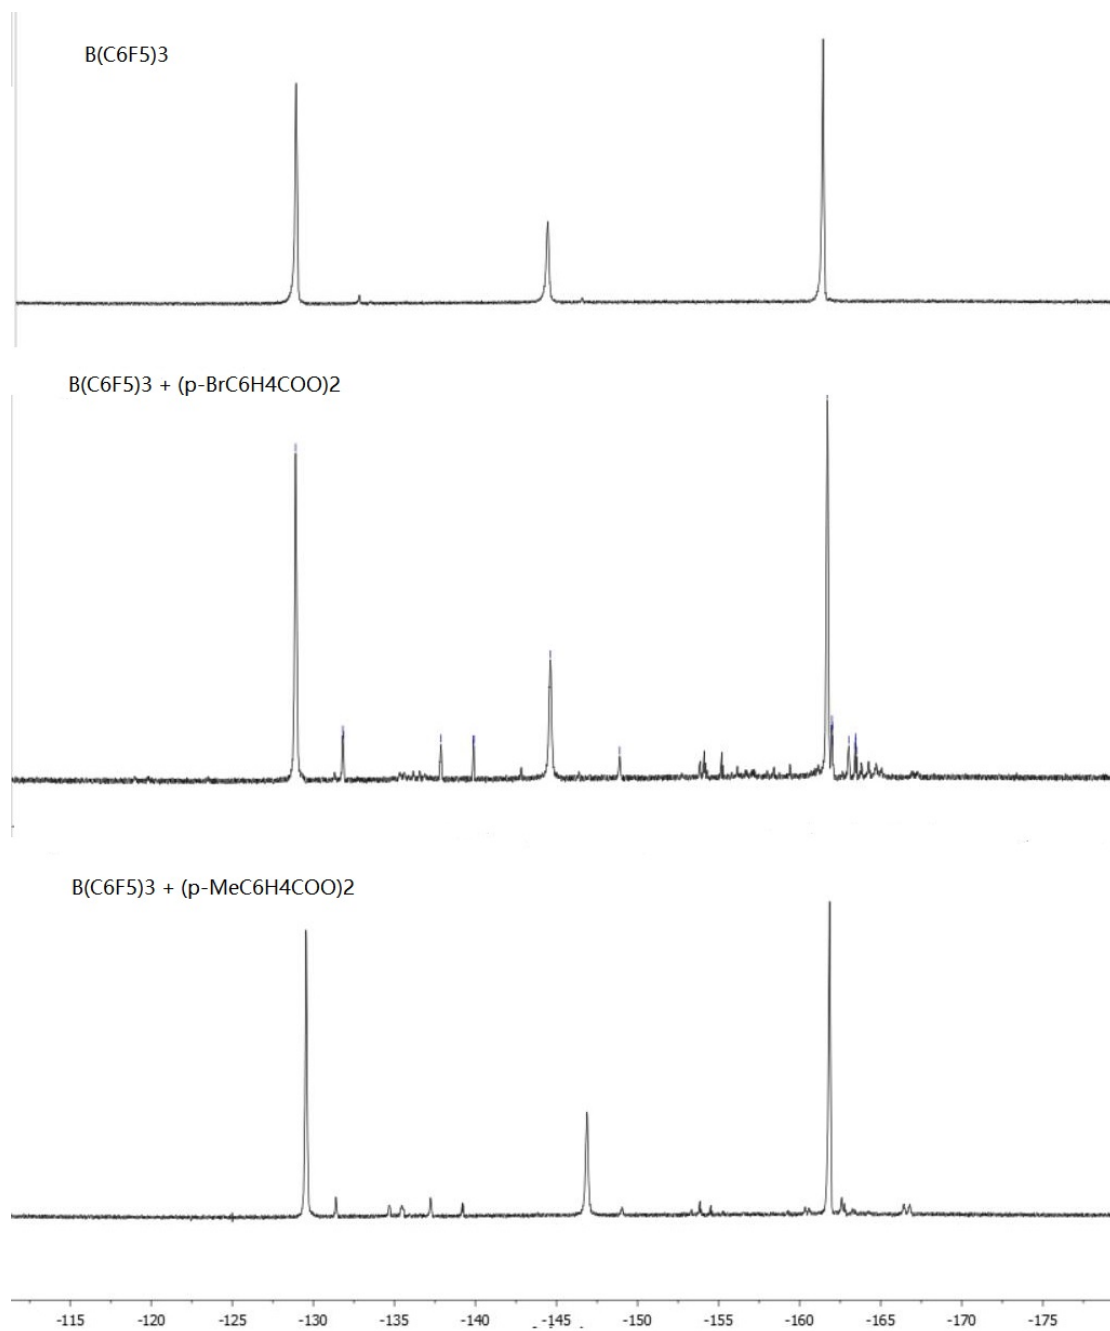 B(C6F5)3
B(C6F5)3 + (p-BrC6H4COO)2
B(C6F5)3 + (p-MeC6H4COO)2
-115 -120 -125 -130 -135 -140 -145 -150 -155 -160 -165 -170 -175